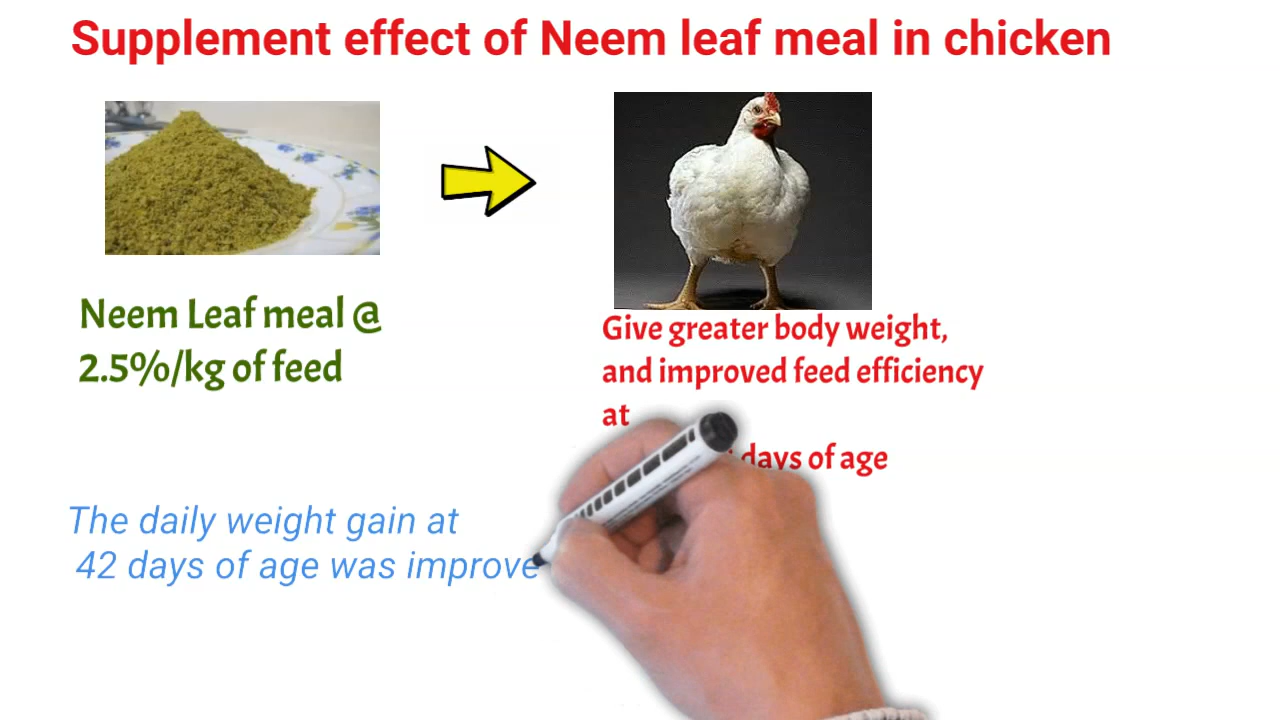 Supplement effect of Neem leaf meal in chicken
Neem Leaf meal @
2.5%/kg of feed
Give greater body weight,
and improved feed efficiency
at
days of age
The daily weight gain at
42 days of age was improve